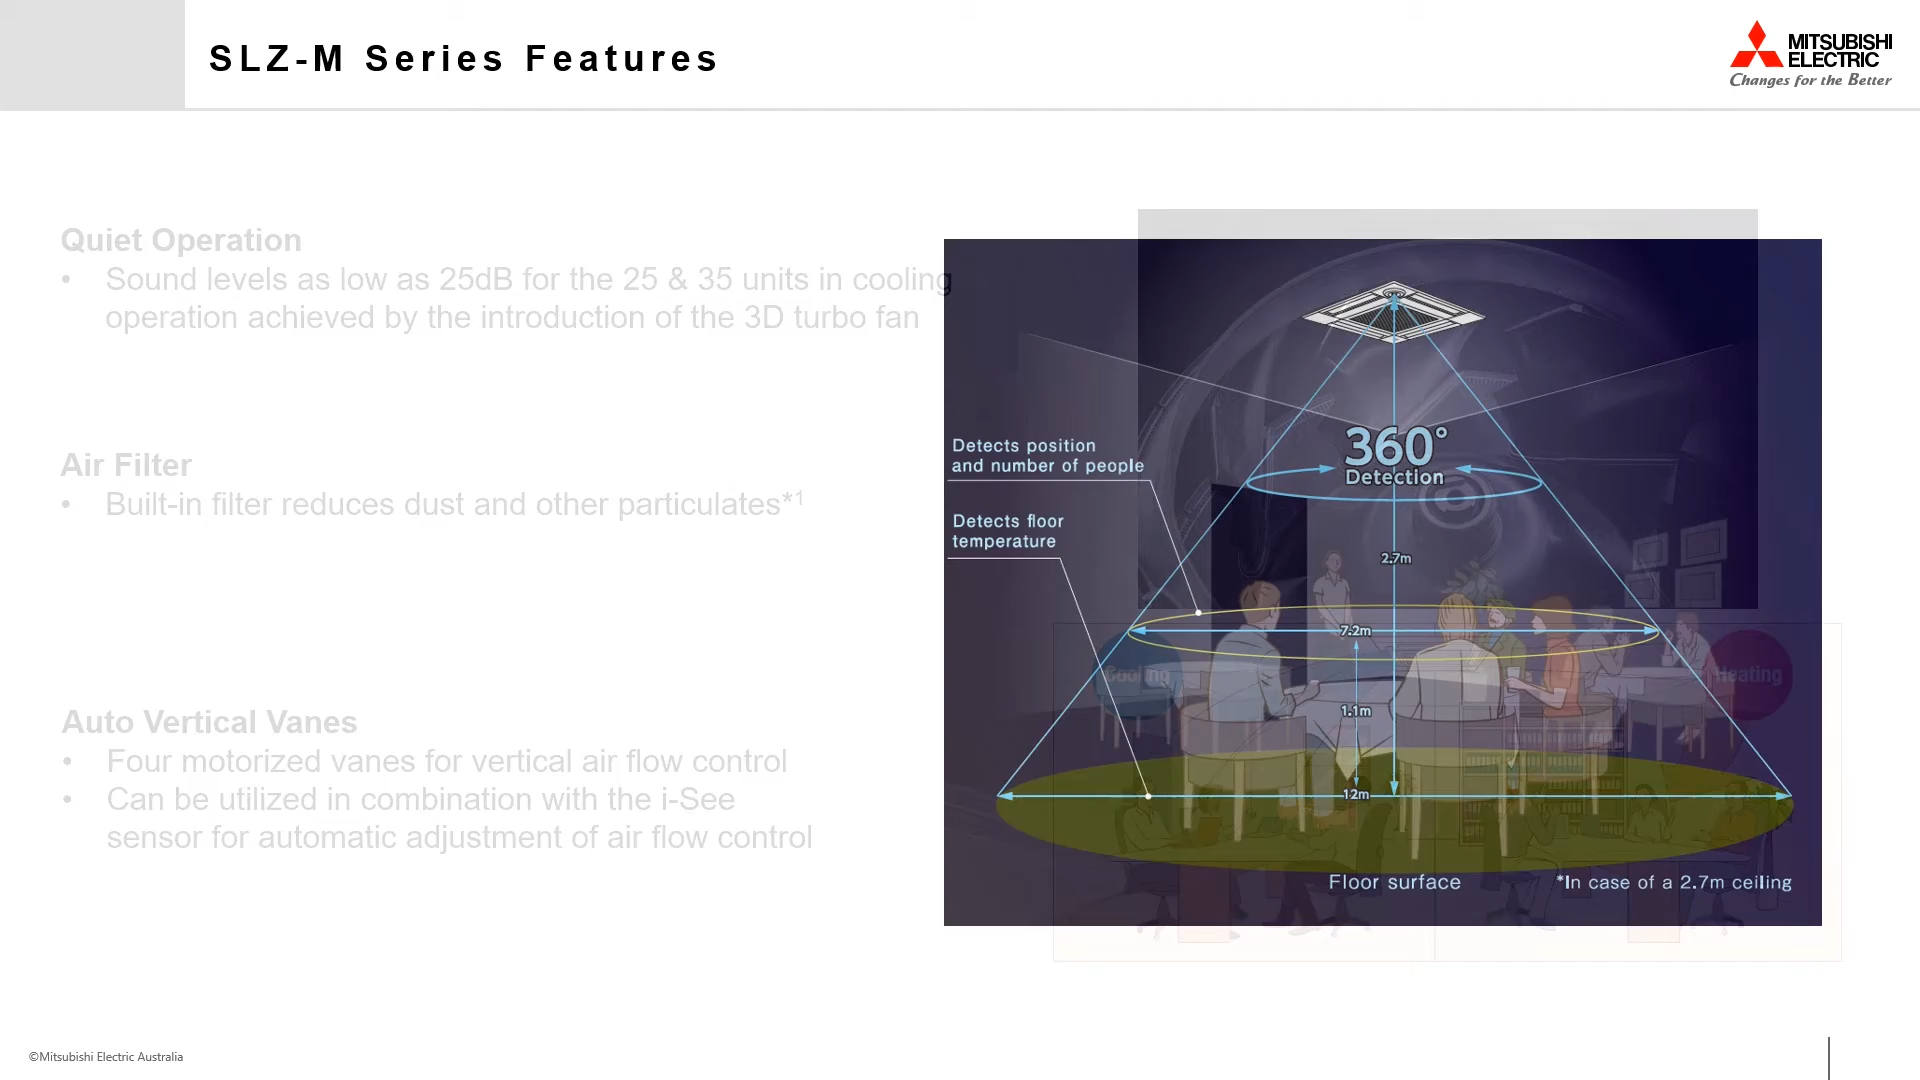 SLZ-M Series Features
MITSUBISHI
ELECTRIC
Changes for the Better
Quiet Operation
• Sound levels as low as 25dB for the 25 & 35 units in cooling
operation achieved by the introduction of the 3D turbo fan
Air Filter
• Built-in filter reduces dust and other particulates*1
Auto Vertical Vanes
• Four motorized vanes for vertical air flow control
• Can be utilized in combination with the i-See
sensor for automatic adjustment of air flow control
360°
Detection
Detects position
and number of people
Detects floor
temperature
2.7m
7.2m
Cooling
Heating
1.1m
12m
Floor surface
*In case of a 2.7m ceiling
©Mitsubishi Electric Australia